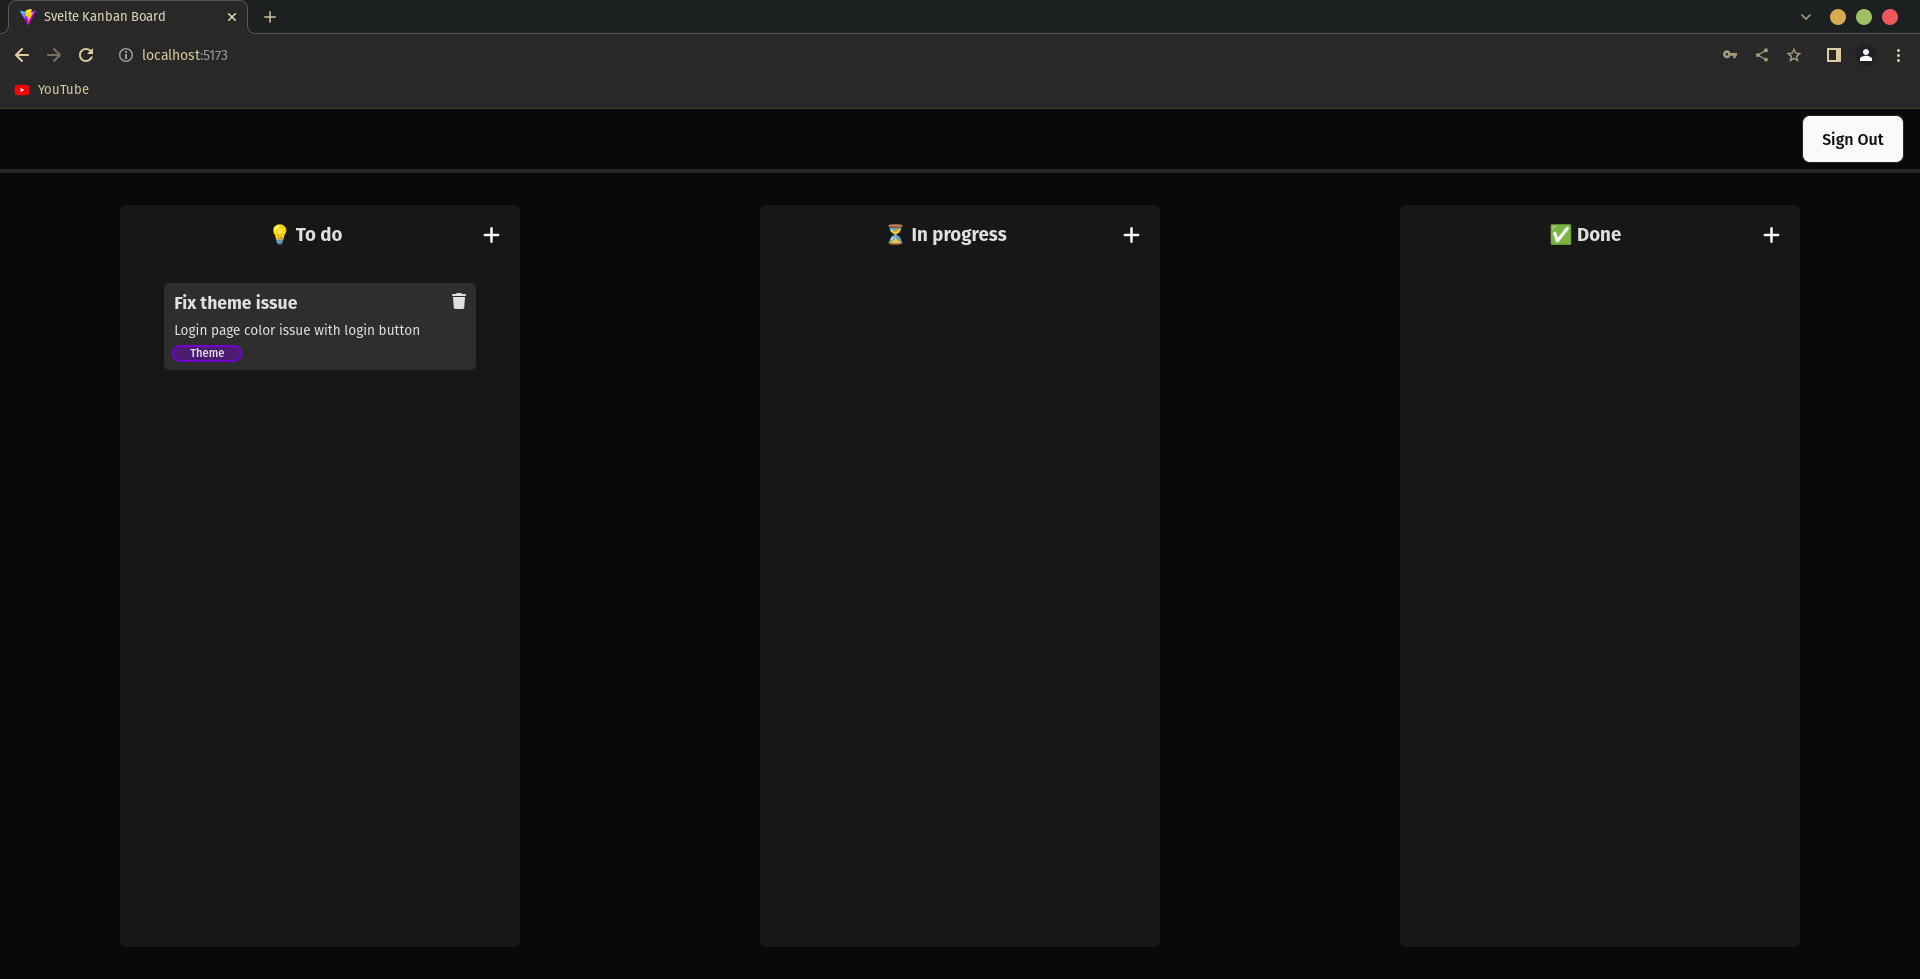 Svelte Kanban Board
localhost:5173
YouTube
Sign Out
💡 To do
Fix theme issue
Login page color issue with login button
Theme
⏳ In progress
✅ Done